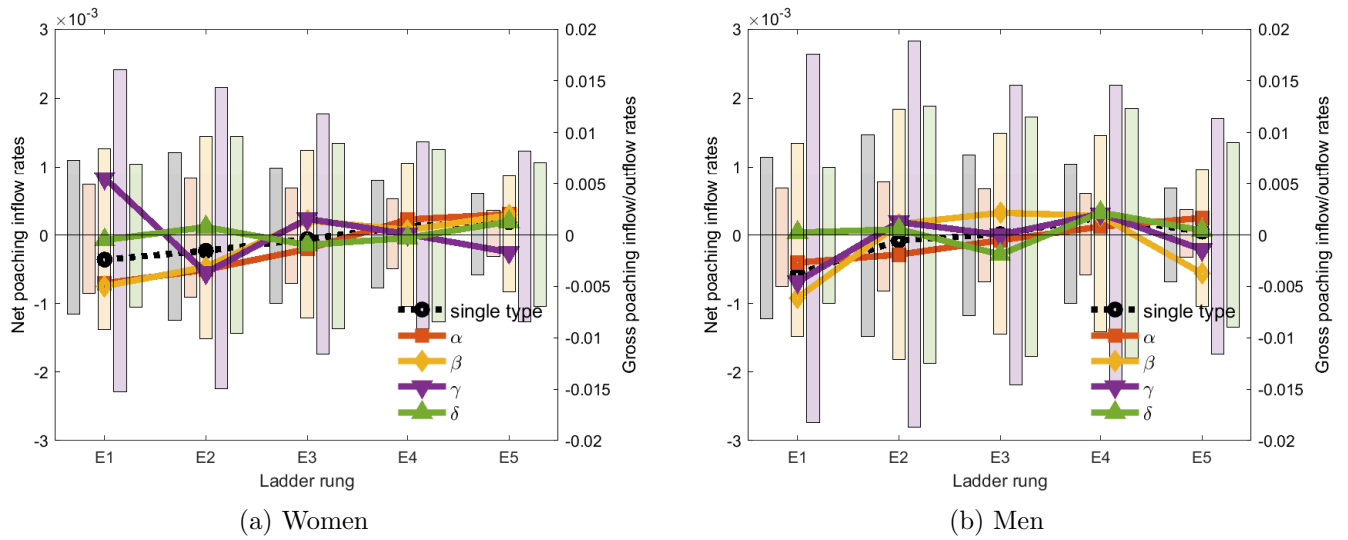 ×10⁻³
3
2
1
0
-1
-2
-3
Net poaching inflow rates
0.02
0.015
0.01
0.005
0
-0.005
-0.01
-0.015
-0.02
Gross poaching inflow/outflow rates
single type
α
β
γ
δ
E1 E2 E3 E4 E5
Ladder rung
(a) Women
×10⁻³
3
2
1
0
-1
-2
-3
Net poaching inflow rates
0.02
0.015
0.01
0.005
0
-0.005
-0.01
-0.015
-0.02
Gross poaching inflow/outflow rates
single type
α
β
γ
δ
E1 E2 E3 E4 E5
Ladder rung
(b) Men